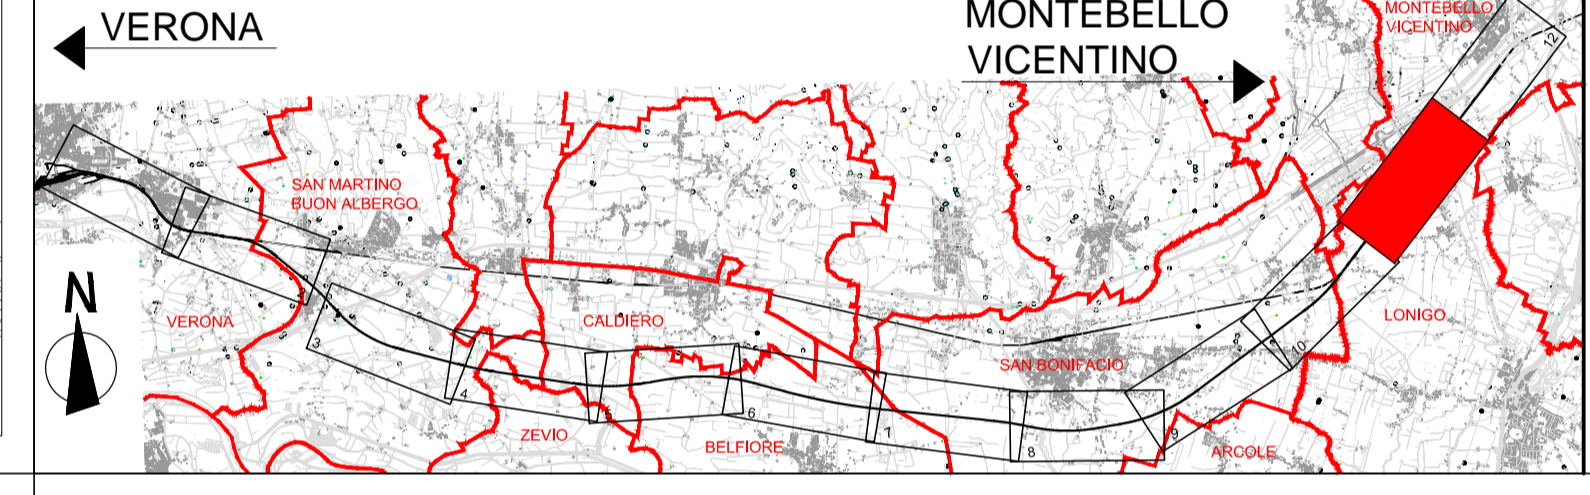 VERONA
MONTEBELLO
VICENTINO
MONTEBELLO
VICENTINO
12
SAN MARTINO
BUON ALBERGO
N
VERONA
CALDIERO
LONIGO
SAN BONIFACIO
3
10
4
5
6
7
8
9
ZEVIO
BELFIORE
ARCOLE